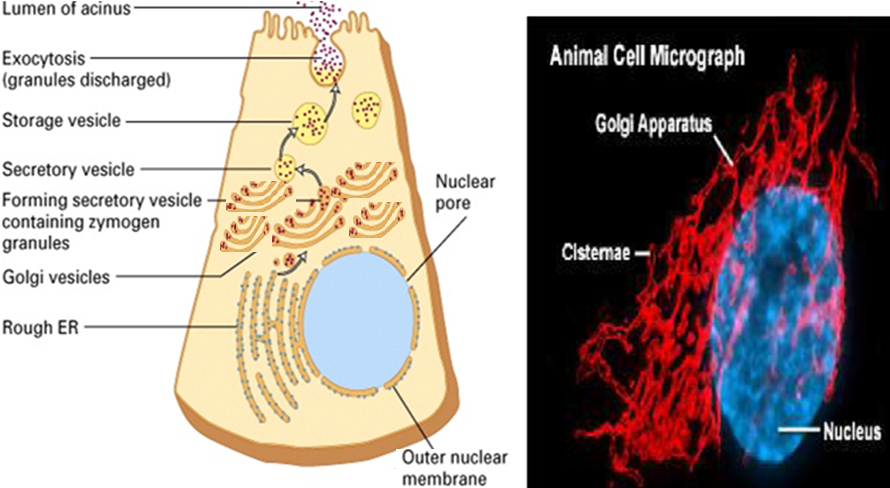 Lumen of acinus
Exocytosis
(granules discharged)
Storage vesicle
Secretory vesicle
Forming secretory vesicle
containing zymogen
granules
Golgi vesicles
Rough ER
Nuclear
pore
Outer nuclear
membrane
Animal Cell Micrograph
Golgi Apparatus
Cisternae
Nucleus